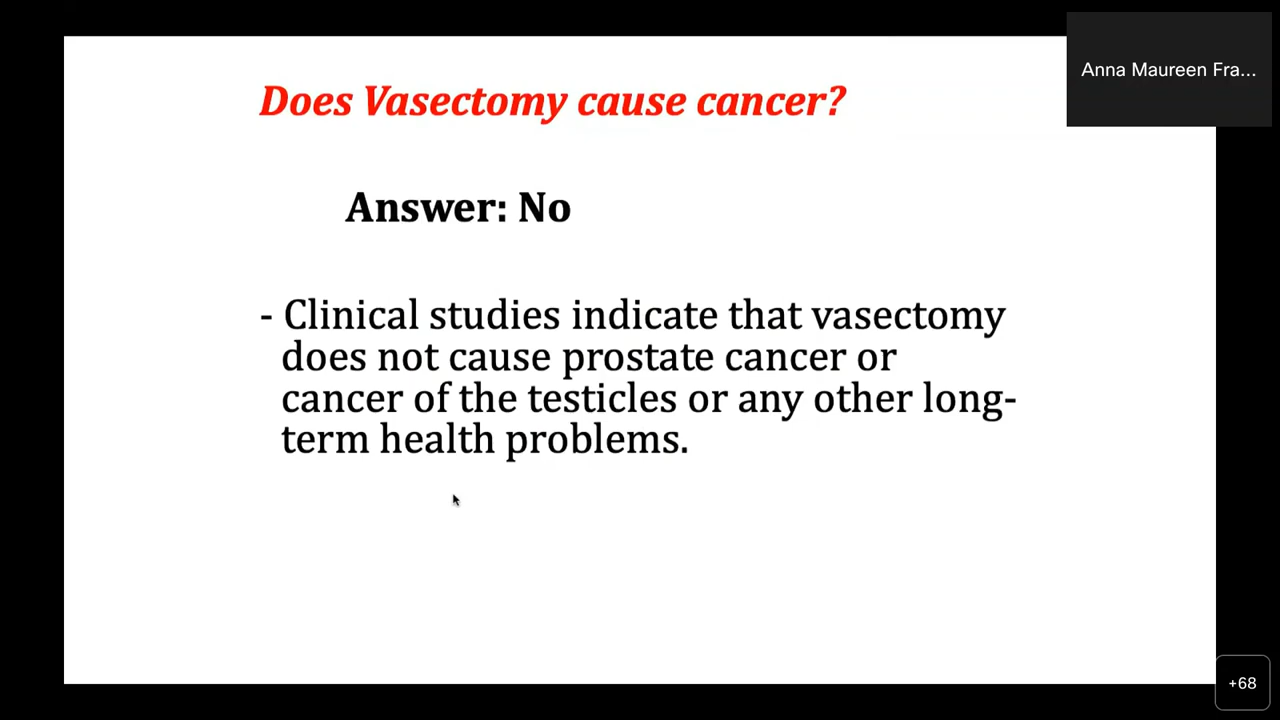 Anna Maureen Fra...
Does Vasectomy cause cancer?
Answer: No
- Clinical studies indicate that vasectomy
does not cause prostate cancer or
cancer of the testicles or any other long-
term health problems.
+68